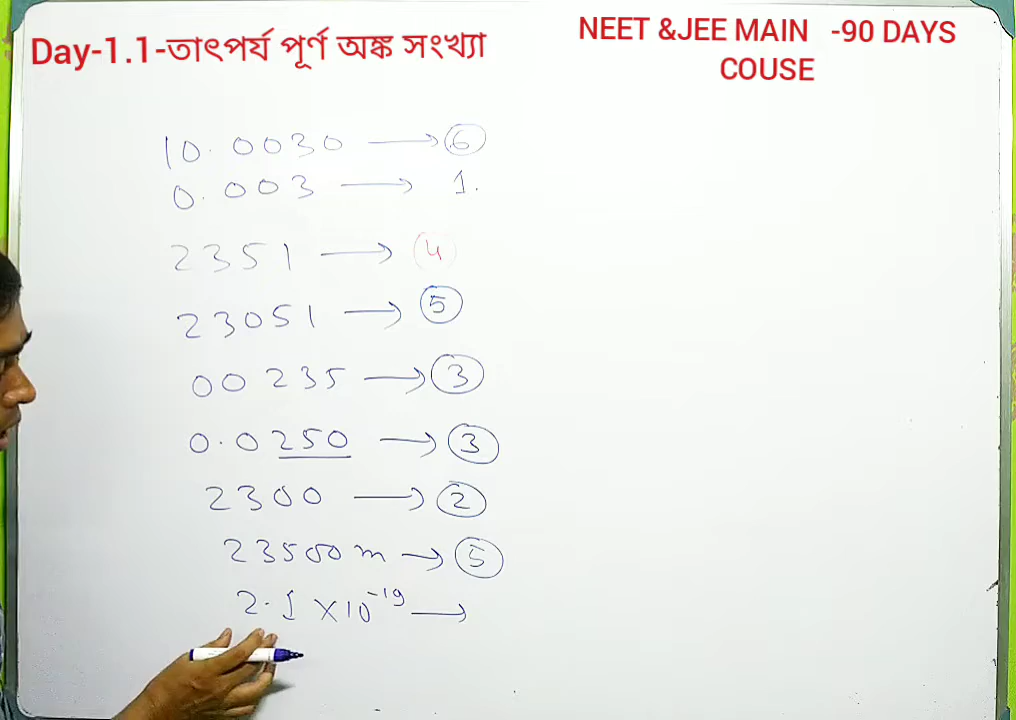 Day-1.1-তাৎপর্য পূর্ণ অঙ্ক সংখ্যা
NEET &JEE MAIN -90 DAYS
COUSE
10.0030 → 6
0.003 → 1.
2351 → 4
23051 → 5
00235 → 3
0.0250 → 3
2300 → 2
23500 m → 5
2.1 × 10⁻¹⁹ →